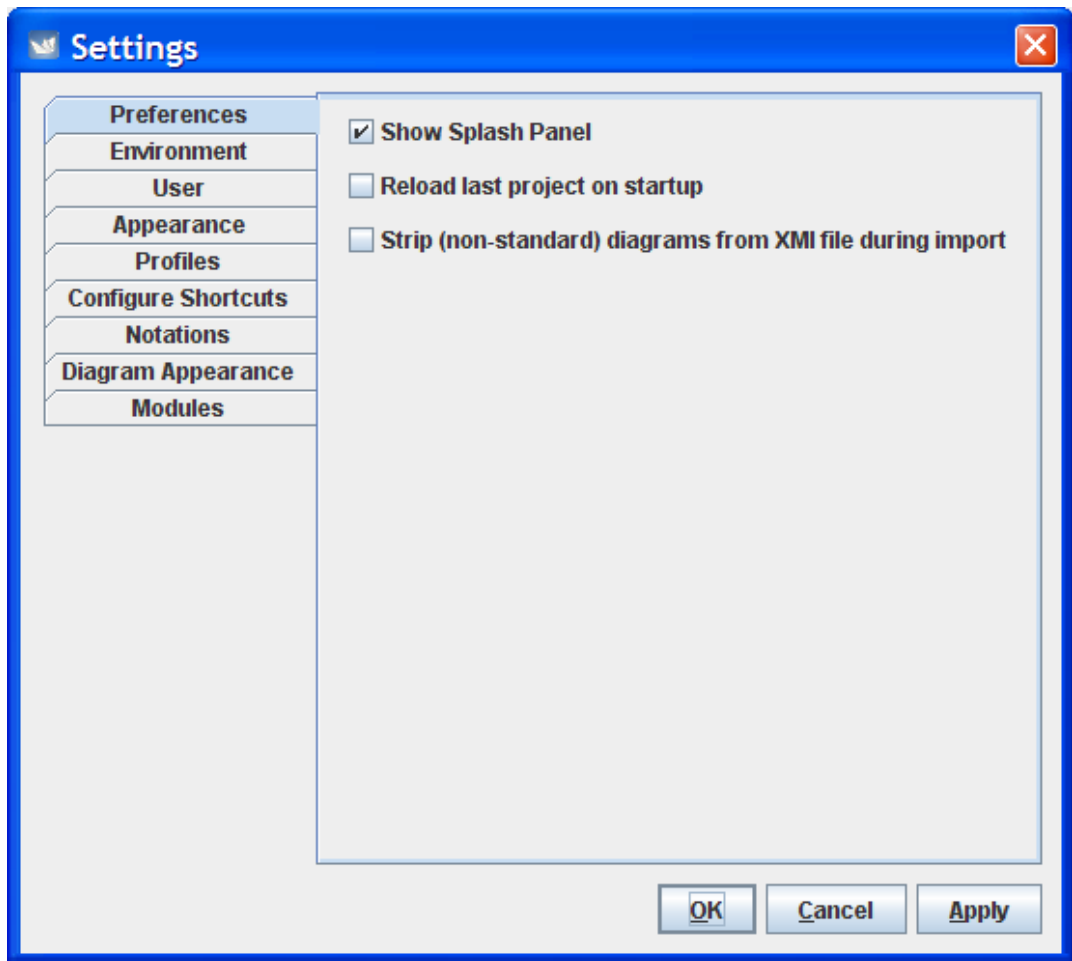 Settings
Preferences
Environment
User
Appearance
Profiles
Configure Shortcuts
Notations
Diagram Appearance
Modules
Show Splash Panel
Reload last project on startup
Strip (non-standard) diagrams from XMI file during import
OK
Cancel
Apply